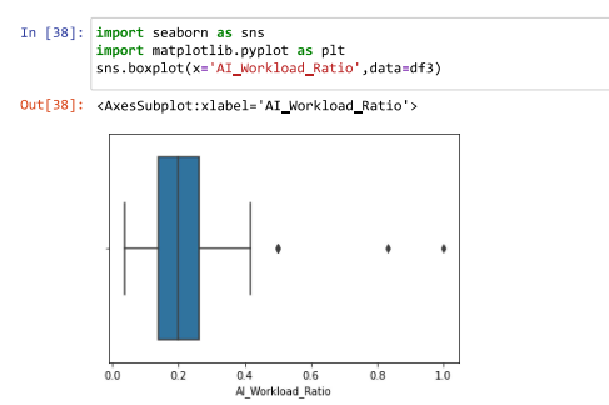 In [38]: import seaborn as sns
import matplotlib.pyplot as plt
sns.boxplot(x='AI_Workload_Ratio',data=df3)
Out[38]: <AxesSubplot:xlabel='AI_Workload_Ratio'>
0.0 0.2 0.4 0.6 0.8 1.0
AI_Workload_Ratio